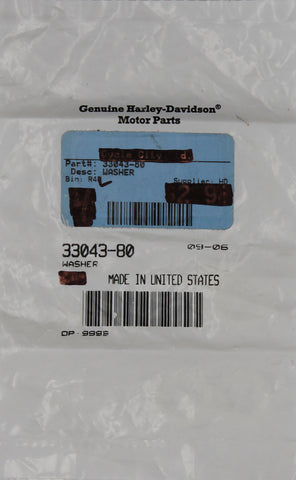 Genuine Harley-Davidson®
Motor Parts
Part#: 33043-80
Desc: WASHER
Bin: R4
Supplier: HD
33043-80 09-06
WASHER
MADE IN UNITED STATES
OP-9999